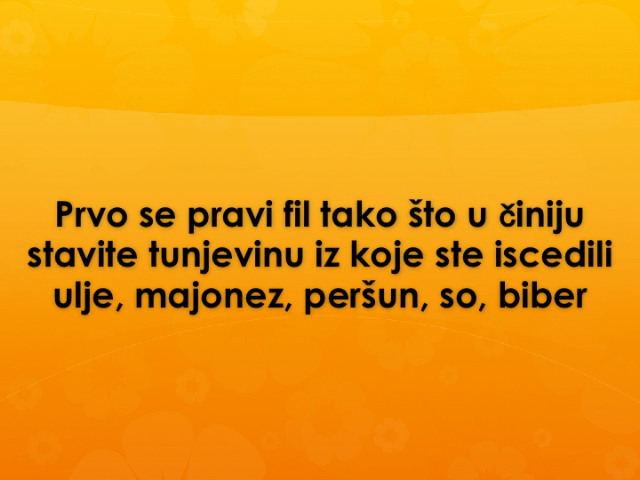 Prvo se pravi fil tako što u činiju
stavite tunjevinu iz koje ste iscedili
ulje, majonez, peršun, so, biber